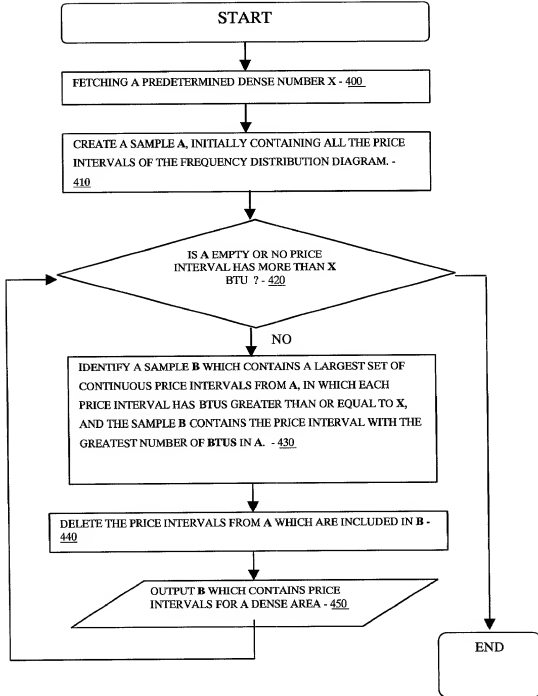 START
FETCHING A PREDETERMINED DENSE NUMBER X - 400
CREATE A SAMPLE A, INITIALLY CONTAINING ALL THE PRICE
INTERVALS OF THE FREQUENCY DISTRIBUTION DIAGRAM. -
410
IS A EMPTY OR NO PRICE
INTERVAL HAS MORE THAN X
BTU ? - 420
NO
IDENTIFY A SAMPLE B WHICH CONTAINS A LARGEST SET OF
CONTINUOUS PRICE INTERVALS FROM A, IN WHICH EACH
PRICE INTERVAL HAS BTUS GREATER THAN OR EQUAL TO X,
AND THE SAMPLE B CONTAINS THE PRICE INTERVAL WITH THE
GREATEST NUMBER OF BTUS IN A. - 430
DELETE THE PRICE INTERVALS FROM A WHICH ARE INCLUDED IN B -
440
OUTPUT B WHICH CONTAINS PRICE
INTERVALS FOR A DENSE AREA - 450
END